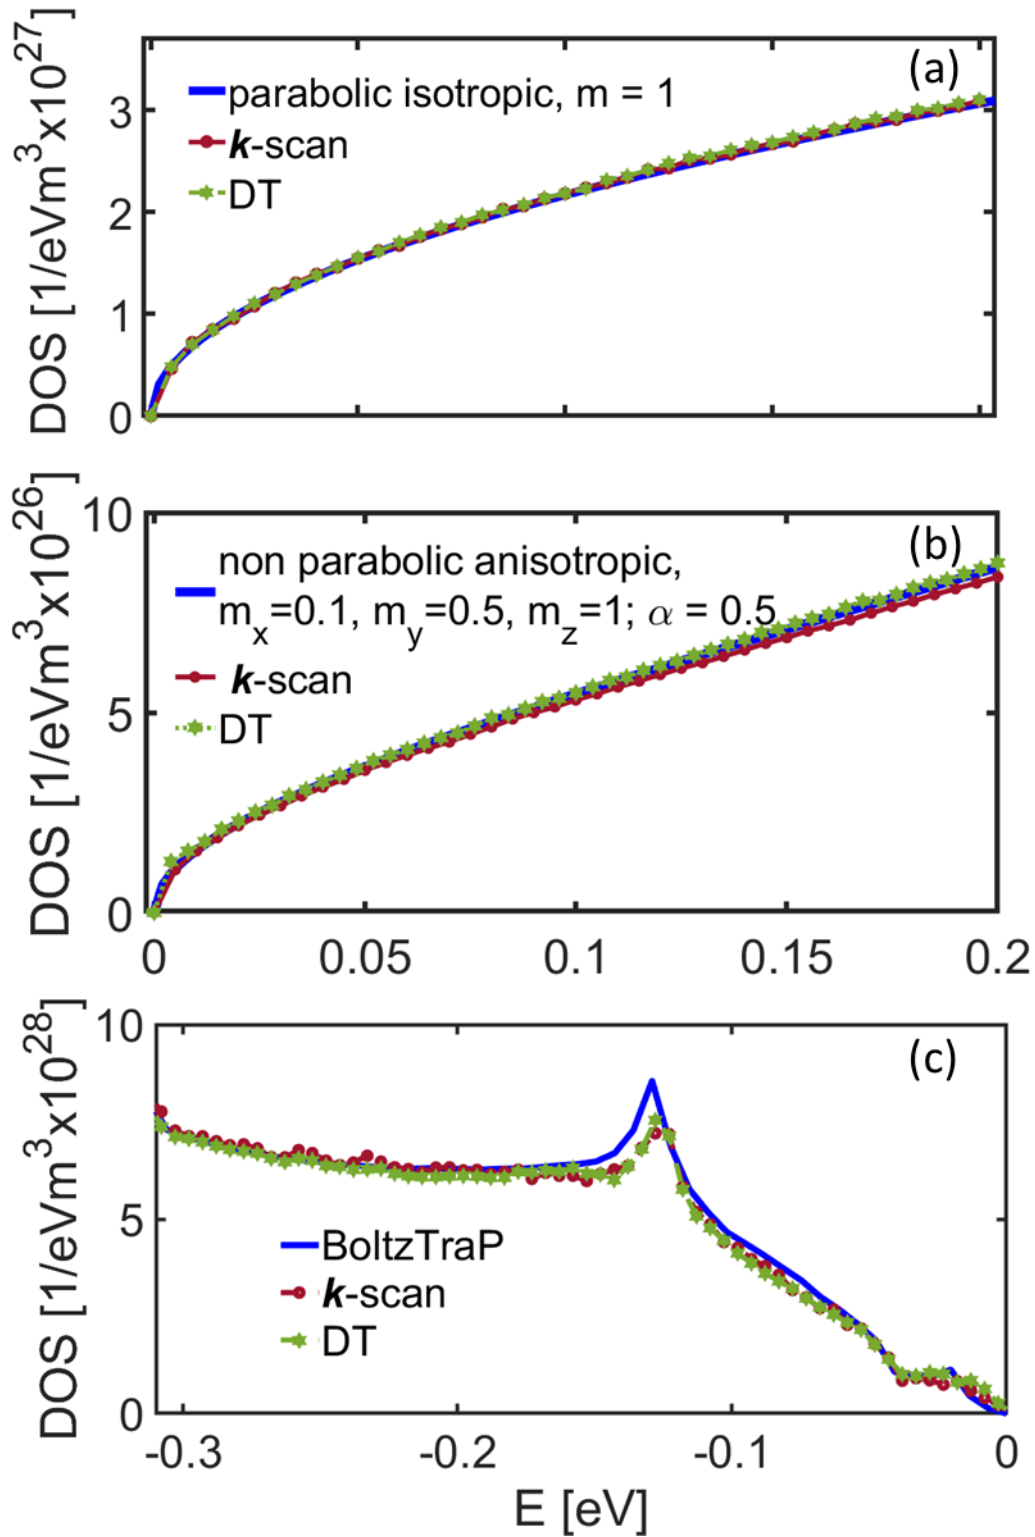 DOS [1/eVm³x10²⁷]
(a)
parabolic isotropic, m = 1
k-scan
DT
3
2
1
0
DOS [1/eVm³x10²⁶]
(b)
non parabolic anisotropic,
mₓ=0.1, m_y=0.5, m_z=1; α = 0.5
k-scan
DT
10
5
0
0 0.05 0.1 0.15 0.2
DOS [1/eVm³x10²⁸]
(c)
BoltzTraP
k-scan
DT
10
5
0
-0.3 -0.2 -0.1 0
E [eV]